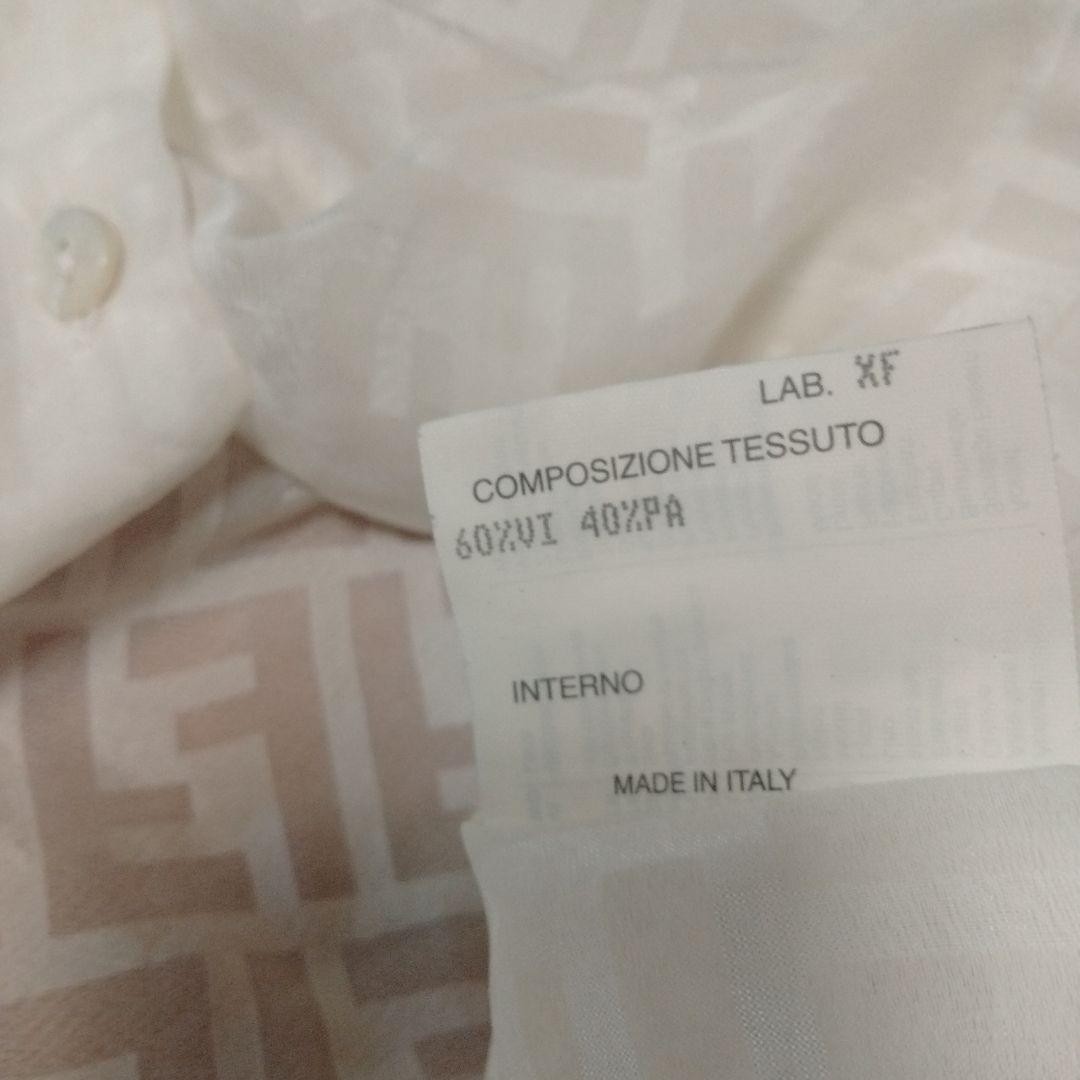 LAB. XF
COMPOSIZIONE TESSUTO
60%VI 40%PA
INTERNO
MADE IN ITALY